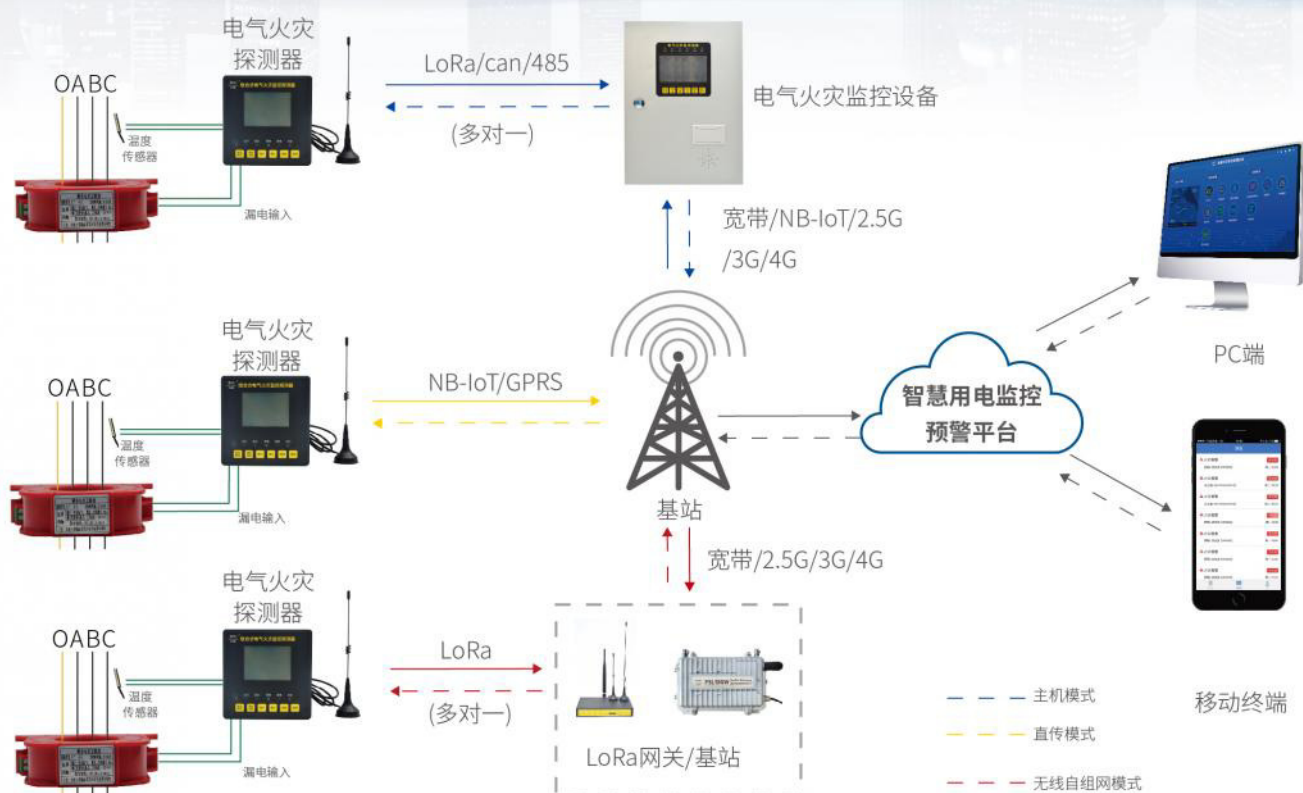 电气火灾
探测器
OABC
温度
传感器
漏电输入
LoRa/can/485
(多对一)
电气火灾监控设备
宽带/NB-IoT/2.5G
/3G/4G
电气火灾
探测器
OABC
温度
传感器
漏电输入
NB-IoT/GPRS
基站
智慧用电监控
预警平台
PC端
移动终端
宽带/2.5G/3G/4G
电气火灾
探测器
OABC
温度
传感器
漏电输入
LoRa
(多对一)
LoRa网关/基站
主机模式
直传模式
无线自组网模式